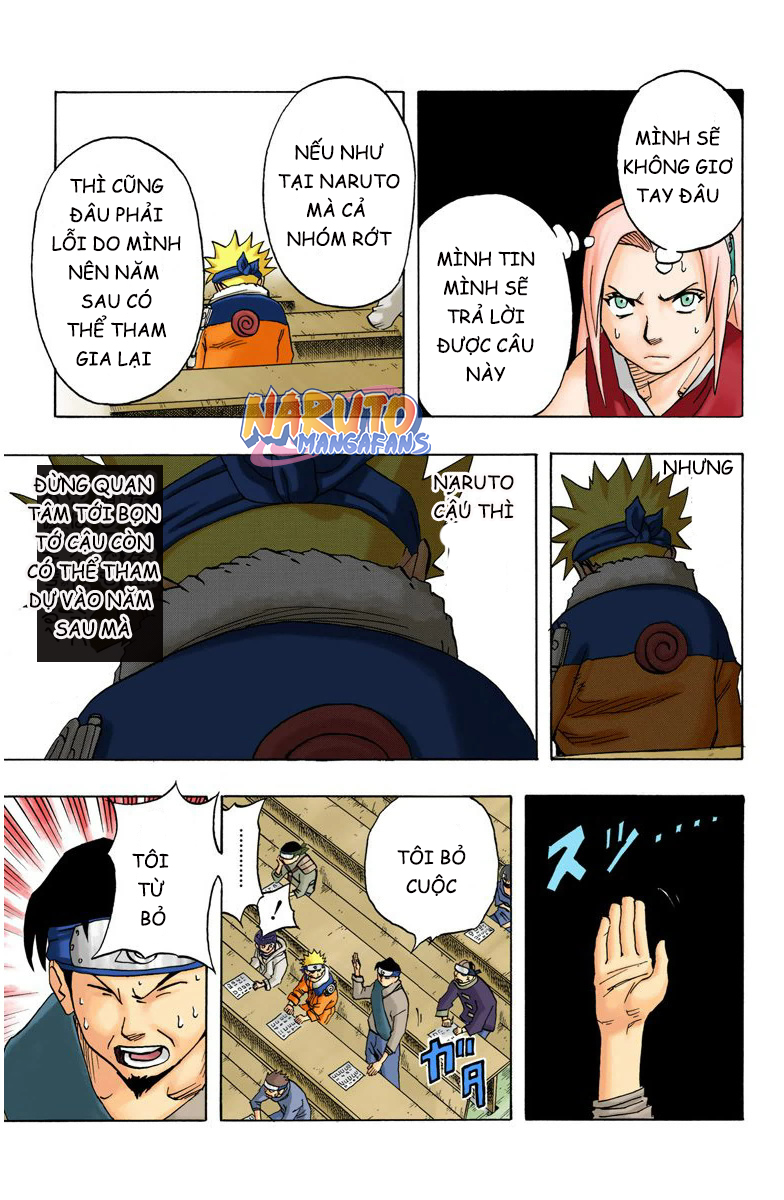 MÌNH SẼ
KHÔNG GIƠ
TAY ĐÂU
MÌNH TIN
MÌNH SẼ
TRẢ LỜI
ĐƯỢC CÂU
NÀY
NẾU NHƯ
TẠI NARUTO
MÀ CẢ
NHÓM RỚT
THÌ CŨNG
ĐÂU PHẢI
LỖI DO MÌNH
NÊN NĂM
SAU CÓ
THỂ THAM
GIA LẠI
NARUTO
MANGAFANS
NHƯNG
NARUTO
CẬU THÌ
ĐỪNG QUAN
TÂM TỚI BỌN
TỚ CẬU CÒN
CÓ THỂ THAM
DỰ VÀO NĂM
SAU MÀ
スッ・・・・
TÔI BỎ
CUỘC
.........
!
ガタ
TÔI
TỪ
BỎ